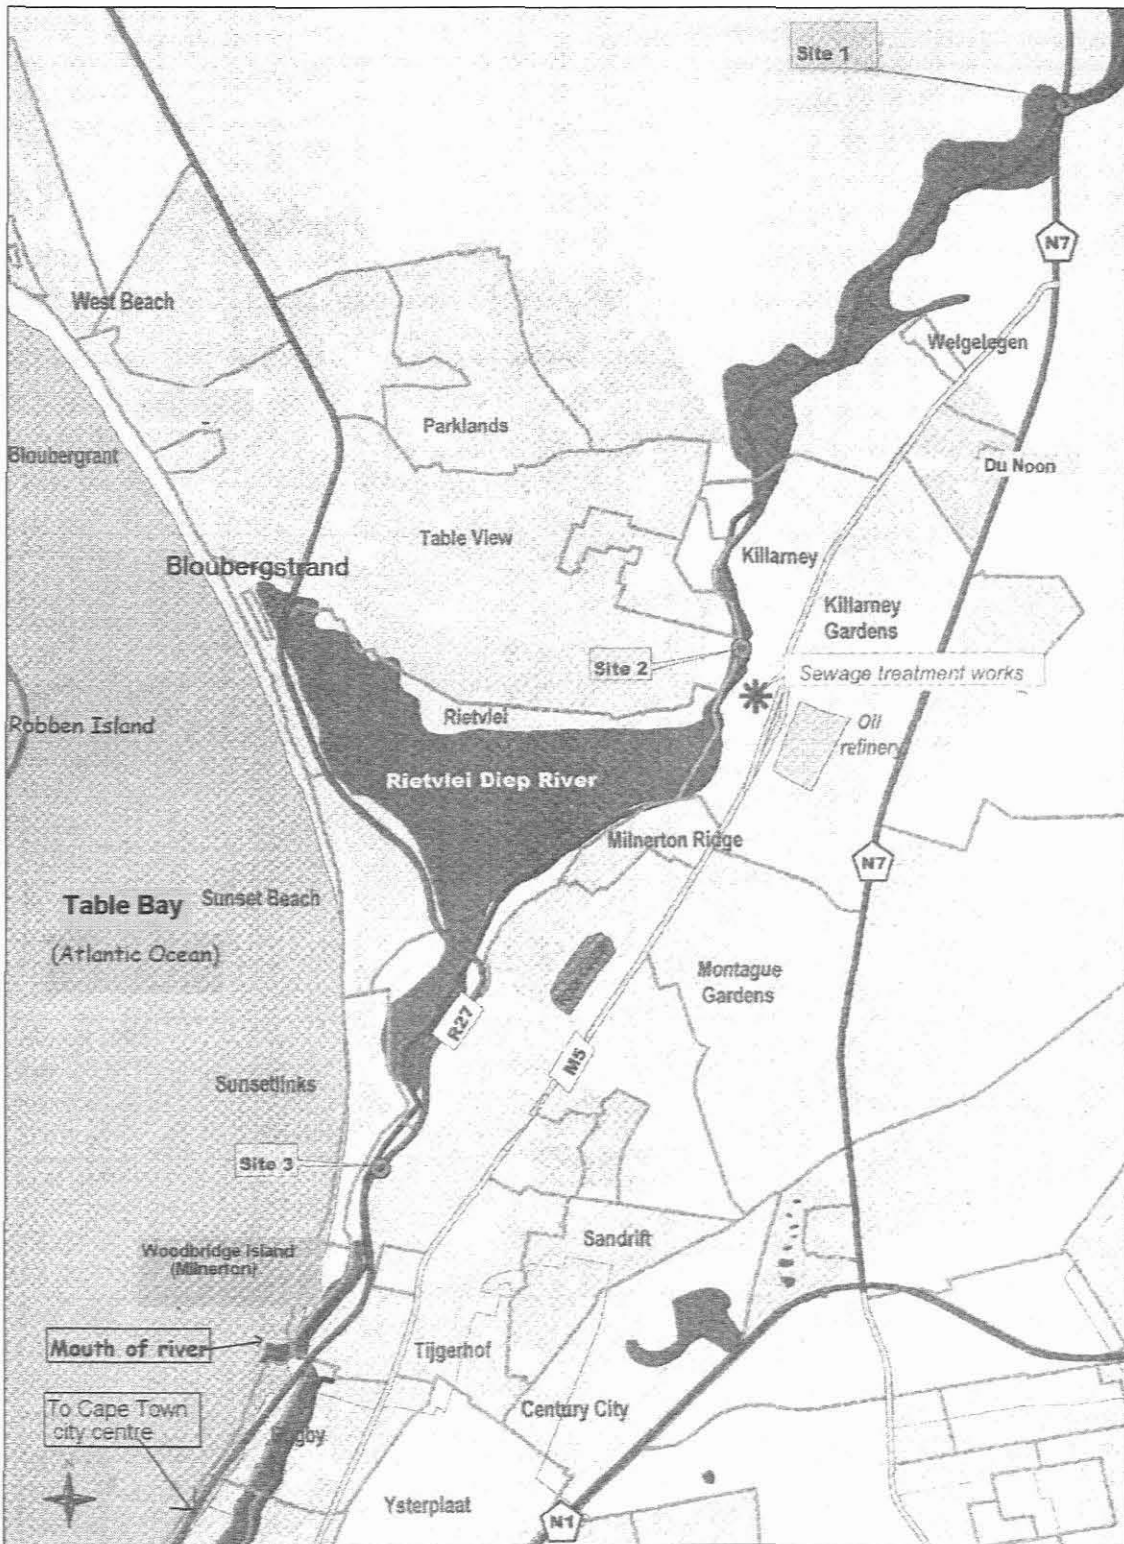 Site 1
N7
West Beach
Welgelegen
Parklands
Bloubergrant
Du Noon
Table View
Killarney
Bloubergstrand
Killarney
Gardens
Site 2
Sewage treatment works
Rietvlei
Oil
refinery
Robben Island
Rietvlei Diep River
Milnerton Ridge
N7
Table Bay
Sunset Beach
(Atlantic Ocean)
Montague
Gardens
R27
M5
Sunsetlinks
Site 3
Sandrift
Woodbridge Island
(Milnerton)
Mouth of river
Tijgerhof
To Cape Town
city centre
Century City
Rugby
N
Ysterplaat
N1